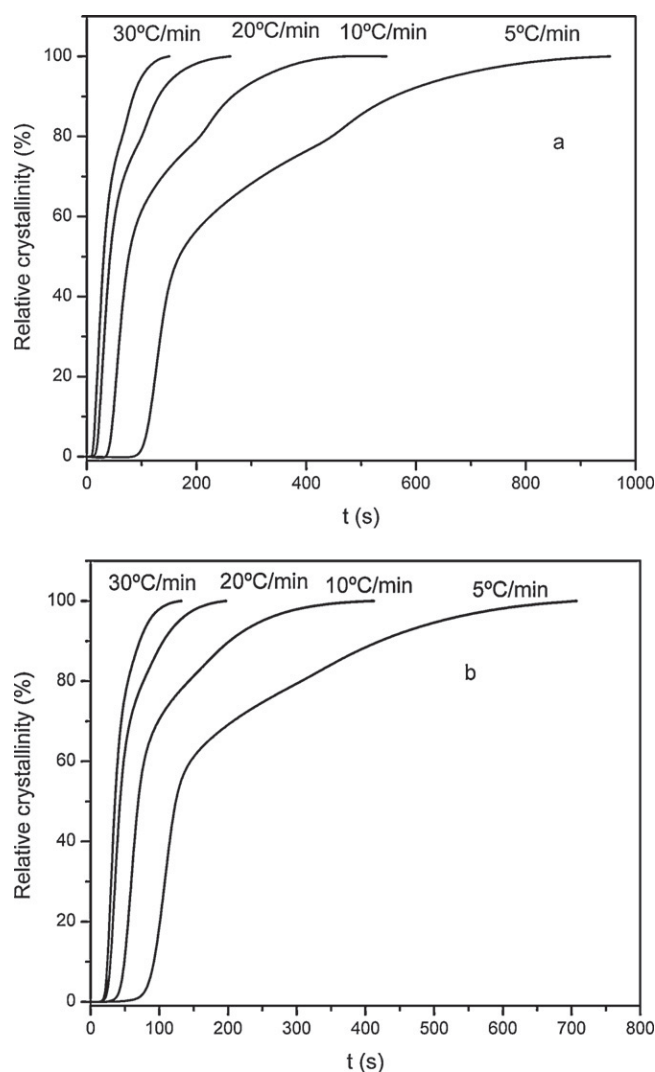 30ºC/min 20ºC/min 10ºC/min 5ºC/min
100
80
60
40
20
0
Relative crystallinity (%)
a
0 200 400 600 800 1000
t (s)
30ºC/min 20ºC/min 10ºC/min 5ºC/min
100
80
60
40
20
0
Relative crystallinity (%)
b
0 100 200 300 400 500 600 700 800
t (s)